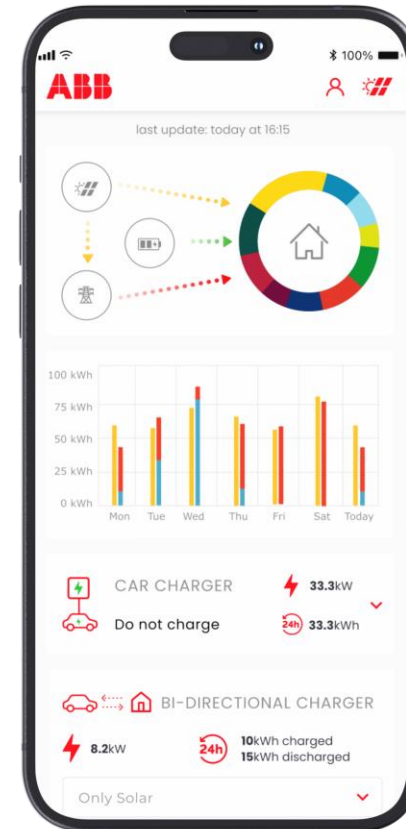 100%
ABB
last update: today at 16:15
100 kWh
75 kWh
50 kWh
25 kWh
0 kWh
Mon Tue Wed Thu Fri Sat Today
CAR CHARGER
33.3kW
Do not charge
24h 33.3kWh
BI-DIRECTIONAL CHARGER
8.2kW
24h
10kWh charged
15kWh discharged
Only Solar